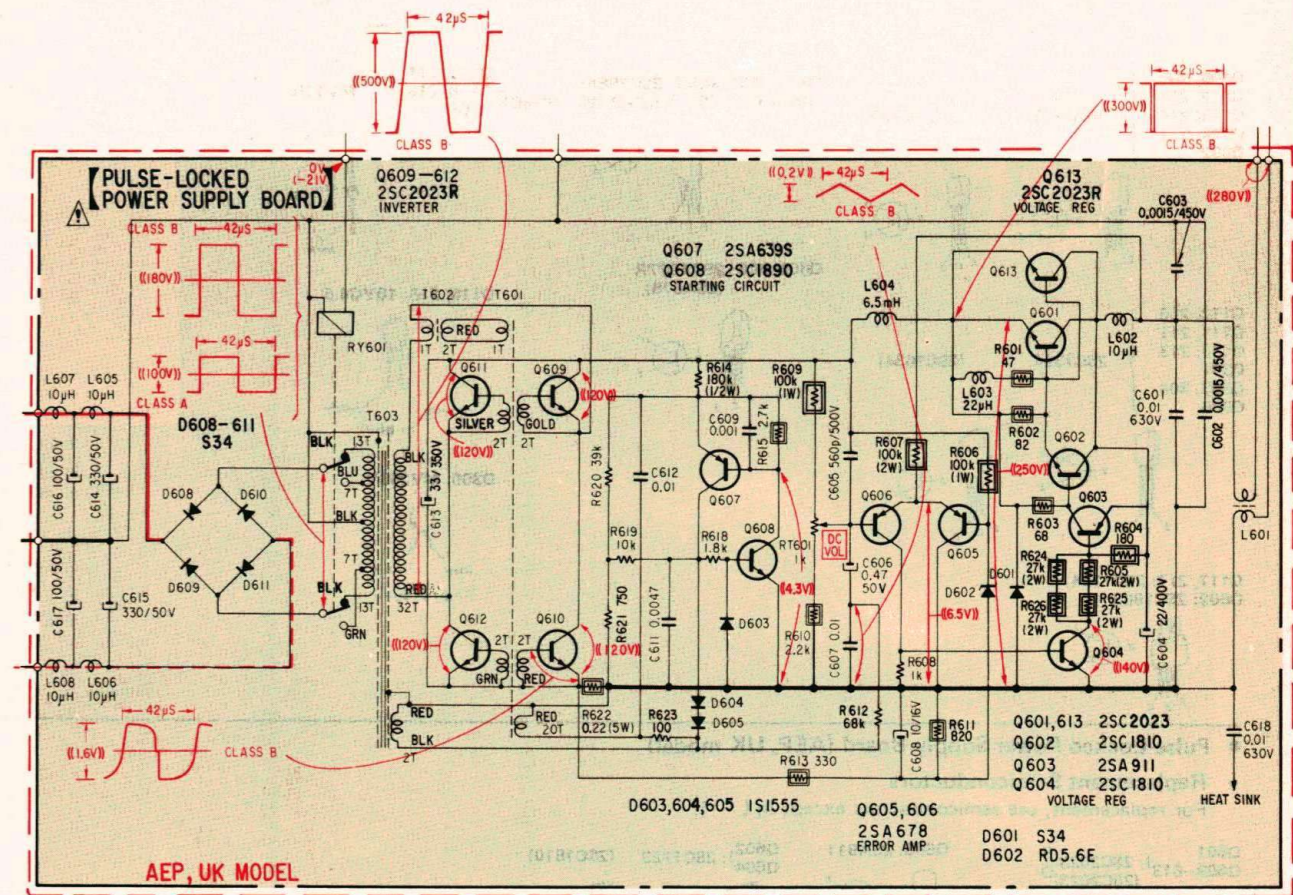 42µS
((500V))
CLASS B
42µS
((300V))
CLASS B
【PULSE-LOCKED
POWER SUPPLY BOARD】
0V
(-21V)
Q609-612
2SC2023R
INVERTER
((0.2V))
42µS
CLASS B
Q613
2SC2023R
VOLTAGE REG
C603
0.0015/450V
((280V))
CLASS B
42µS
((180V))
42µS
((100V))
CLASS A
Q607 2SA639S
Q608 2SC1890
STARTING CIRCUIT
RY601
T602
T601
RED
1T
2T
1T
L604
6.5mH
Q613
Q601
L602
10µH
R601
47
L603
22µH
R602
82
C601
0.01
630V
C602 0.0015/450V
L607
10µH
L605
10µH
D608-611
S34
T603
Q611
Q609
SILVER
GOLD
2T
2T
((120V))
((120V))
R614
180k
(1/2W)
R609
100k
(1W)
C609
0.001
R615 2.7k
C605 560p/500V
R607
100k
(2W)
R606
100k
(1W)
((250V))
Q602
Q603
BLK
13T
BLU
7T
BLK
7T
BLK
13T
GRN
BLK
C613 33/350V
RED
32T
R620 39k
C612
0.01
Q607
Q606
Q605
R603
68
R604
180
C616 100/50V
C614 330/50V
D608
D610
D609
D611
R619
10k
R618
1.8k
Q608
RT601
1k
DC
VOL
C606
0.47
50V
D601
D602
R624
27k
(2W)
R605
27k(2W)
R626
27k
(2W)
R625
27k
(2W)
L601
C617 100/50V
C615
330/50V
Q612
2T
2T
Q610
GRN
RED
((120V))
((120V))
R621 750
C611 0.0047
D603
((4.3V))
R610
2.2k
C607 0.01
R608
1k
((6.5V))
Q604
((140V))
C604 22/400V
L608
10µH
L606
10µH
RED
BLK
2T
RED
20T
R622
0.22(5W)
R623
100
D604
D605
R612
68k
C608 10/16V
R611
820
R613 330
42µS
((1.6V))
CLASS B
Q601,613 2SC2023
Q602 2SC1810
Q603 2SA911
Q604 2SC1810
VOLTAGE REG
C618
0.01
630V
HEAT SINK
D603,604,605 1S1555
Q605,606
2SA678
ERROR AMP
D601 S34
D602 RD5.6E
AEP, UK MODEL